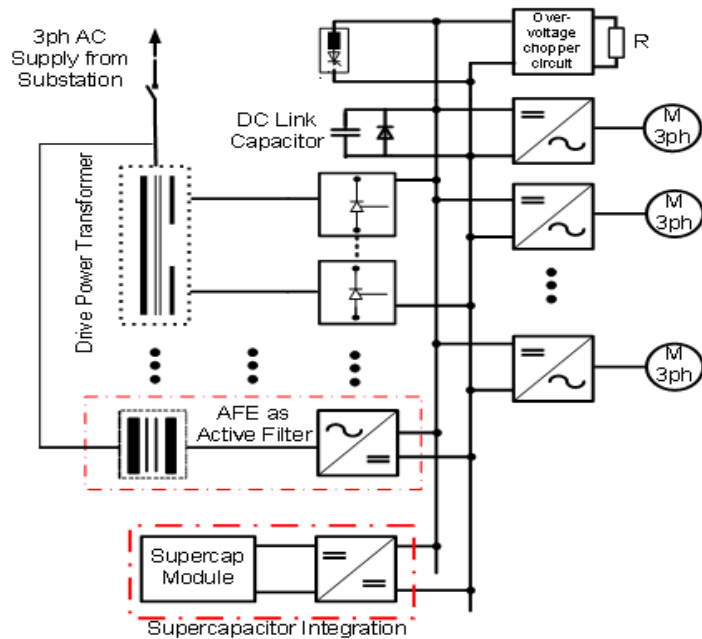 3ph AC
Supply from
Substation
Over-
voltage
chopper
circuit
R
DC Link
Capacitor
M
3ph
M
3ph
Drive Power Transformer
M
3ph
AFE as
Active Filter
Supercap
Module
Supercapacitor Integration